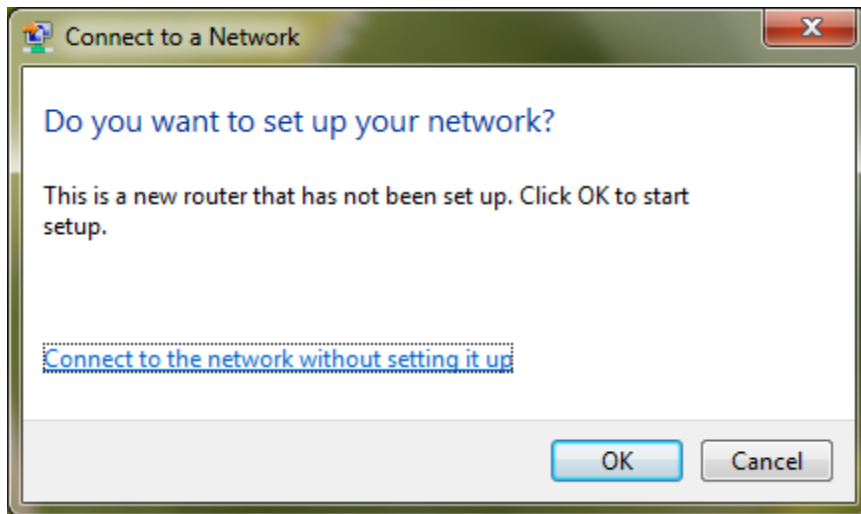 Connect to a Network
Do you want to set up your network?
This is a new router that has not been set up. Click OK to start
setup.
Connect to the network without setting it up
OK
Cancel